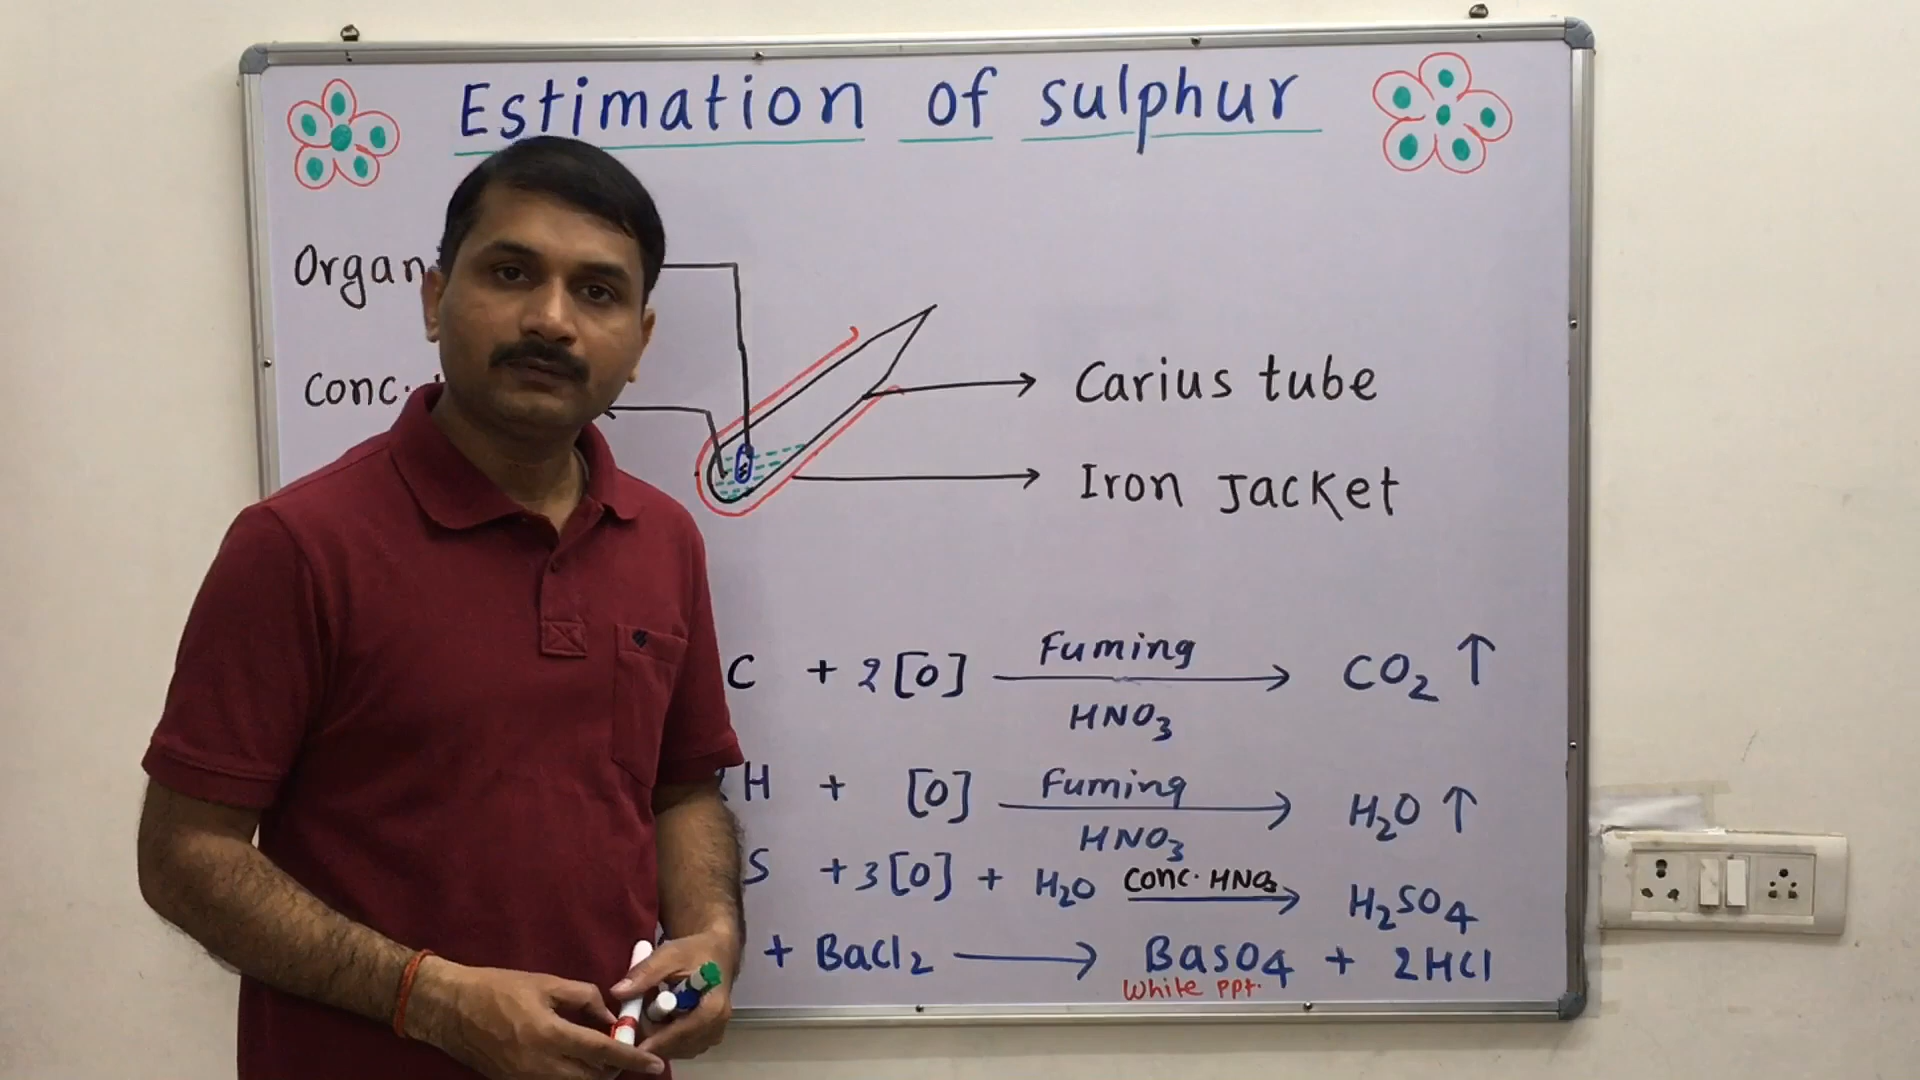 Estimation of sulphur
Organ
Conc.
Carius tube
Iron Jacket
C + 2[O] Fuming HNO3 CO2 ↑
H + [O] Fuming HNO3 H2O ↑
S + 3[O] + H2O Conc. HNO3 H2SO4
+ BaCl2 → BaSO4 + 2HCl
White ppt.